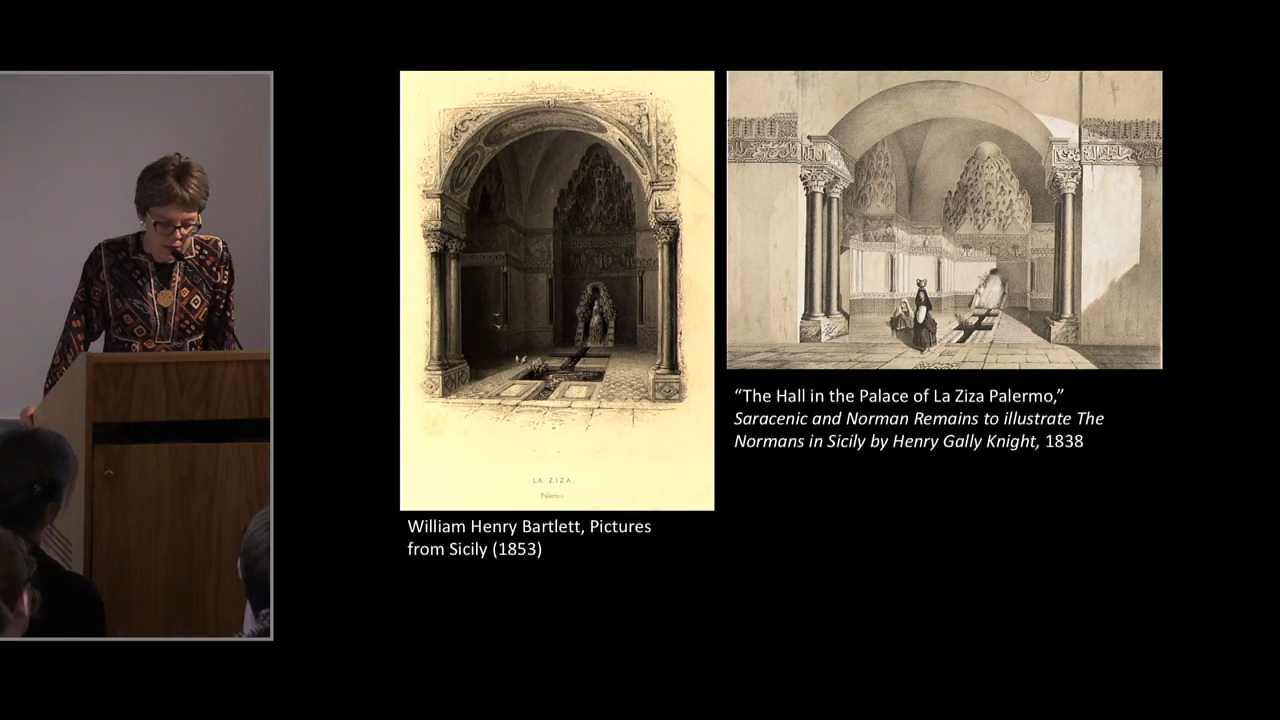 LA ZIZA.
Palermo.
William Henry Bartlett, Pictures
from Sicily (1853)
“The Hall in the Palace of La Ziza Palermo,”
Saracenic and Norman Remains to illustrate The
Normans in Sicily by Henry Gally Knight, 1838